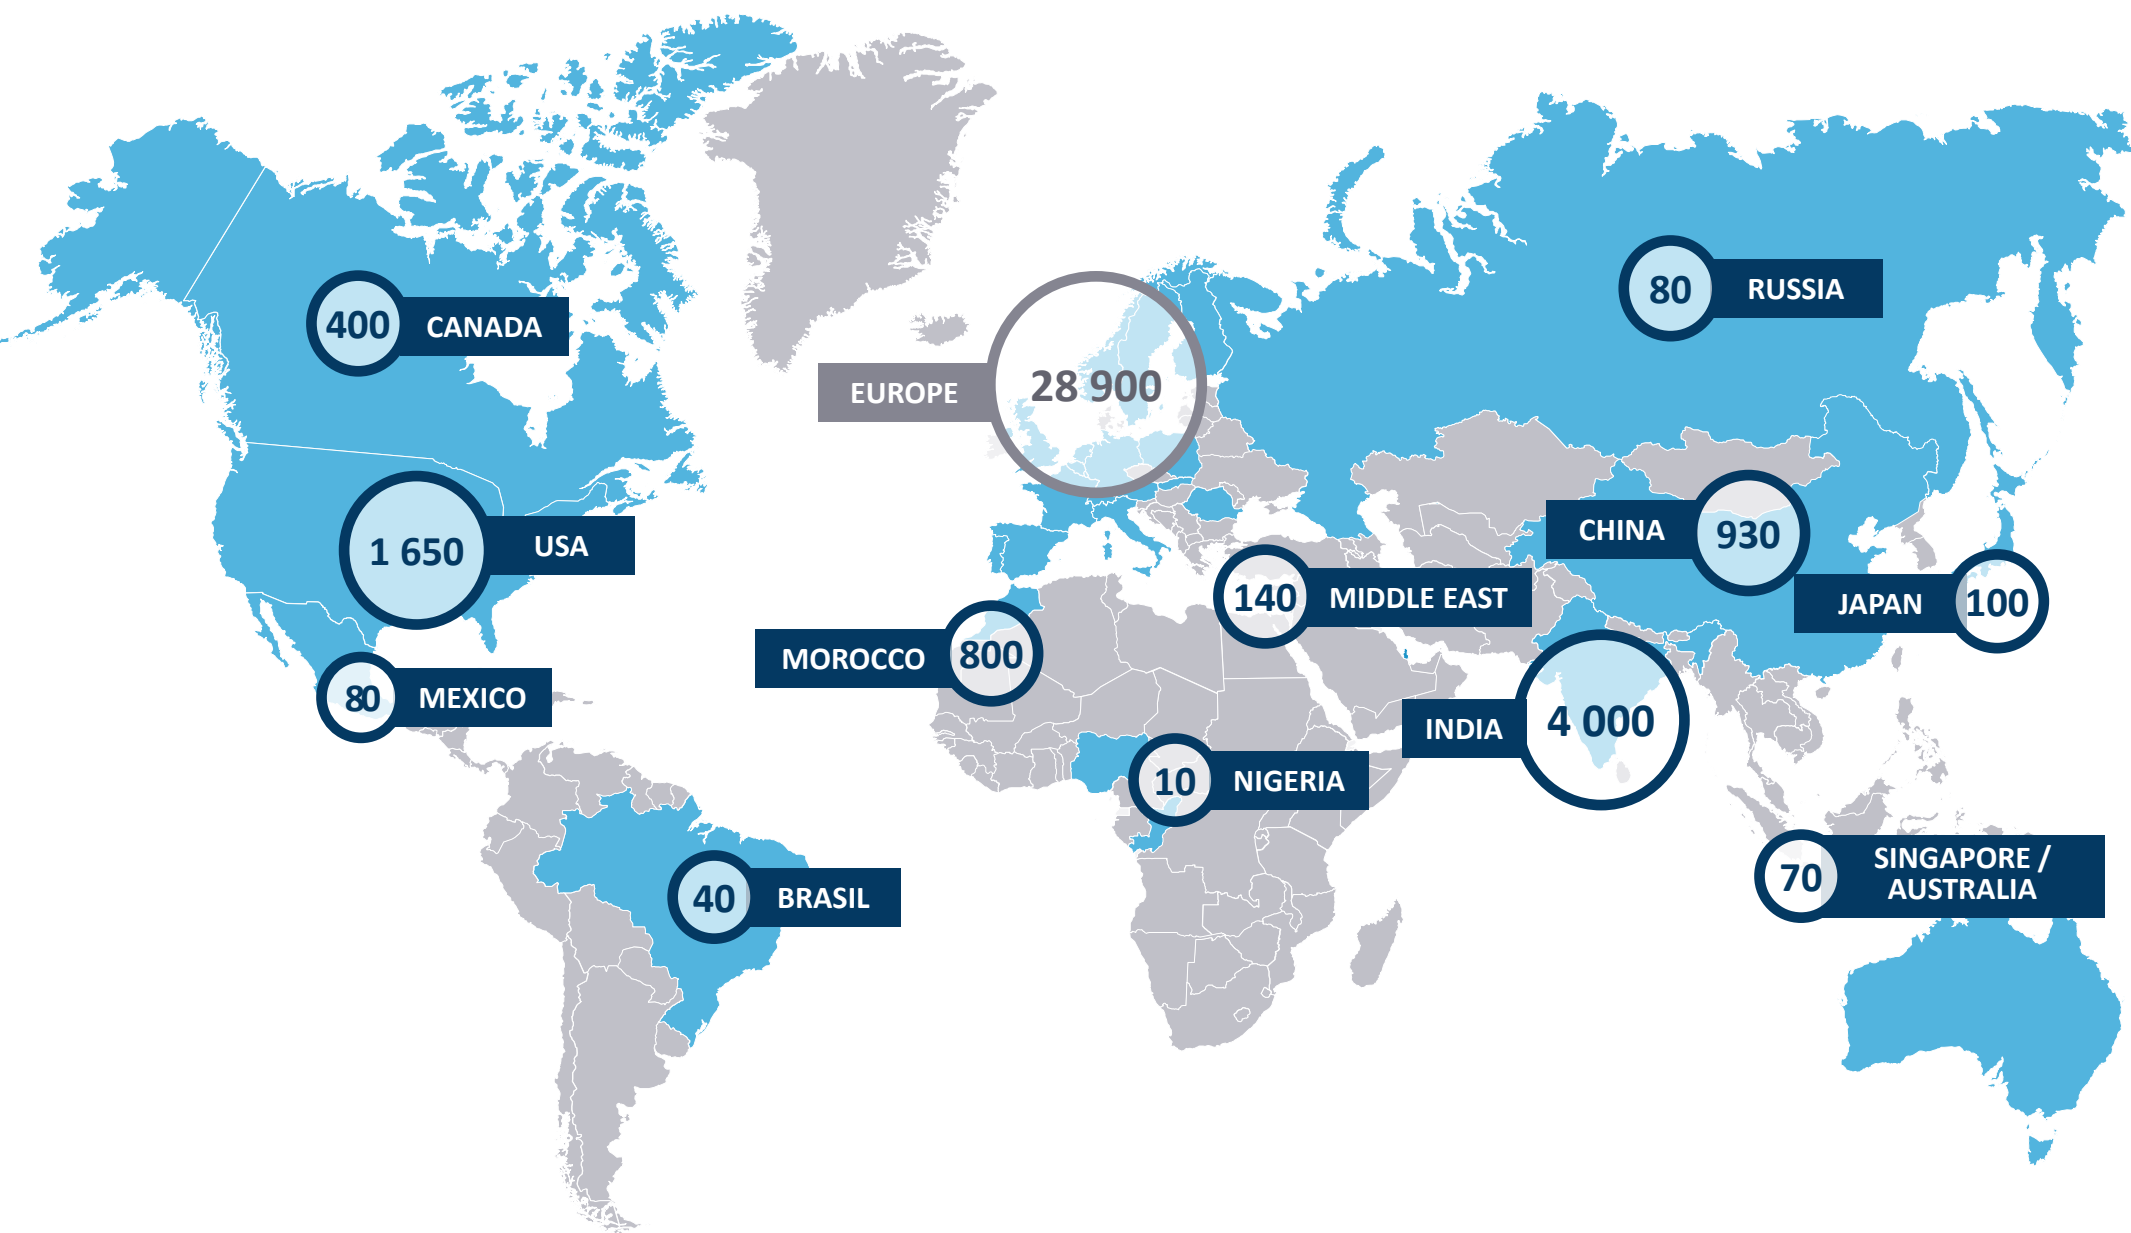 80 RUSSIA
400 CANADA
EUROPE 28 900
1 650 USA
CHINA 930
140 MIDDLE EAST
JAPAN 100
MOROCCO 800
80 MEXICO
INDIA 4 000
10 NIGERIA
70 SINGAPORE /
AUSTRALIA
40 BRASIL